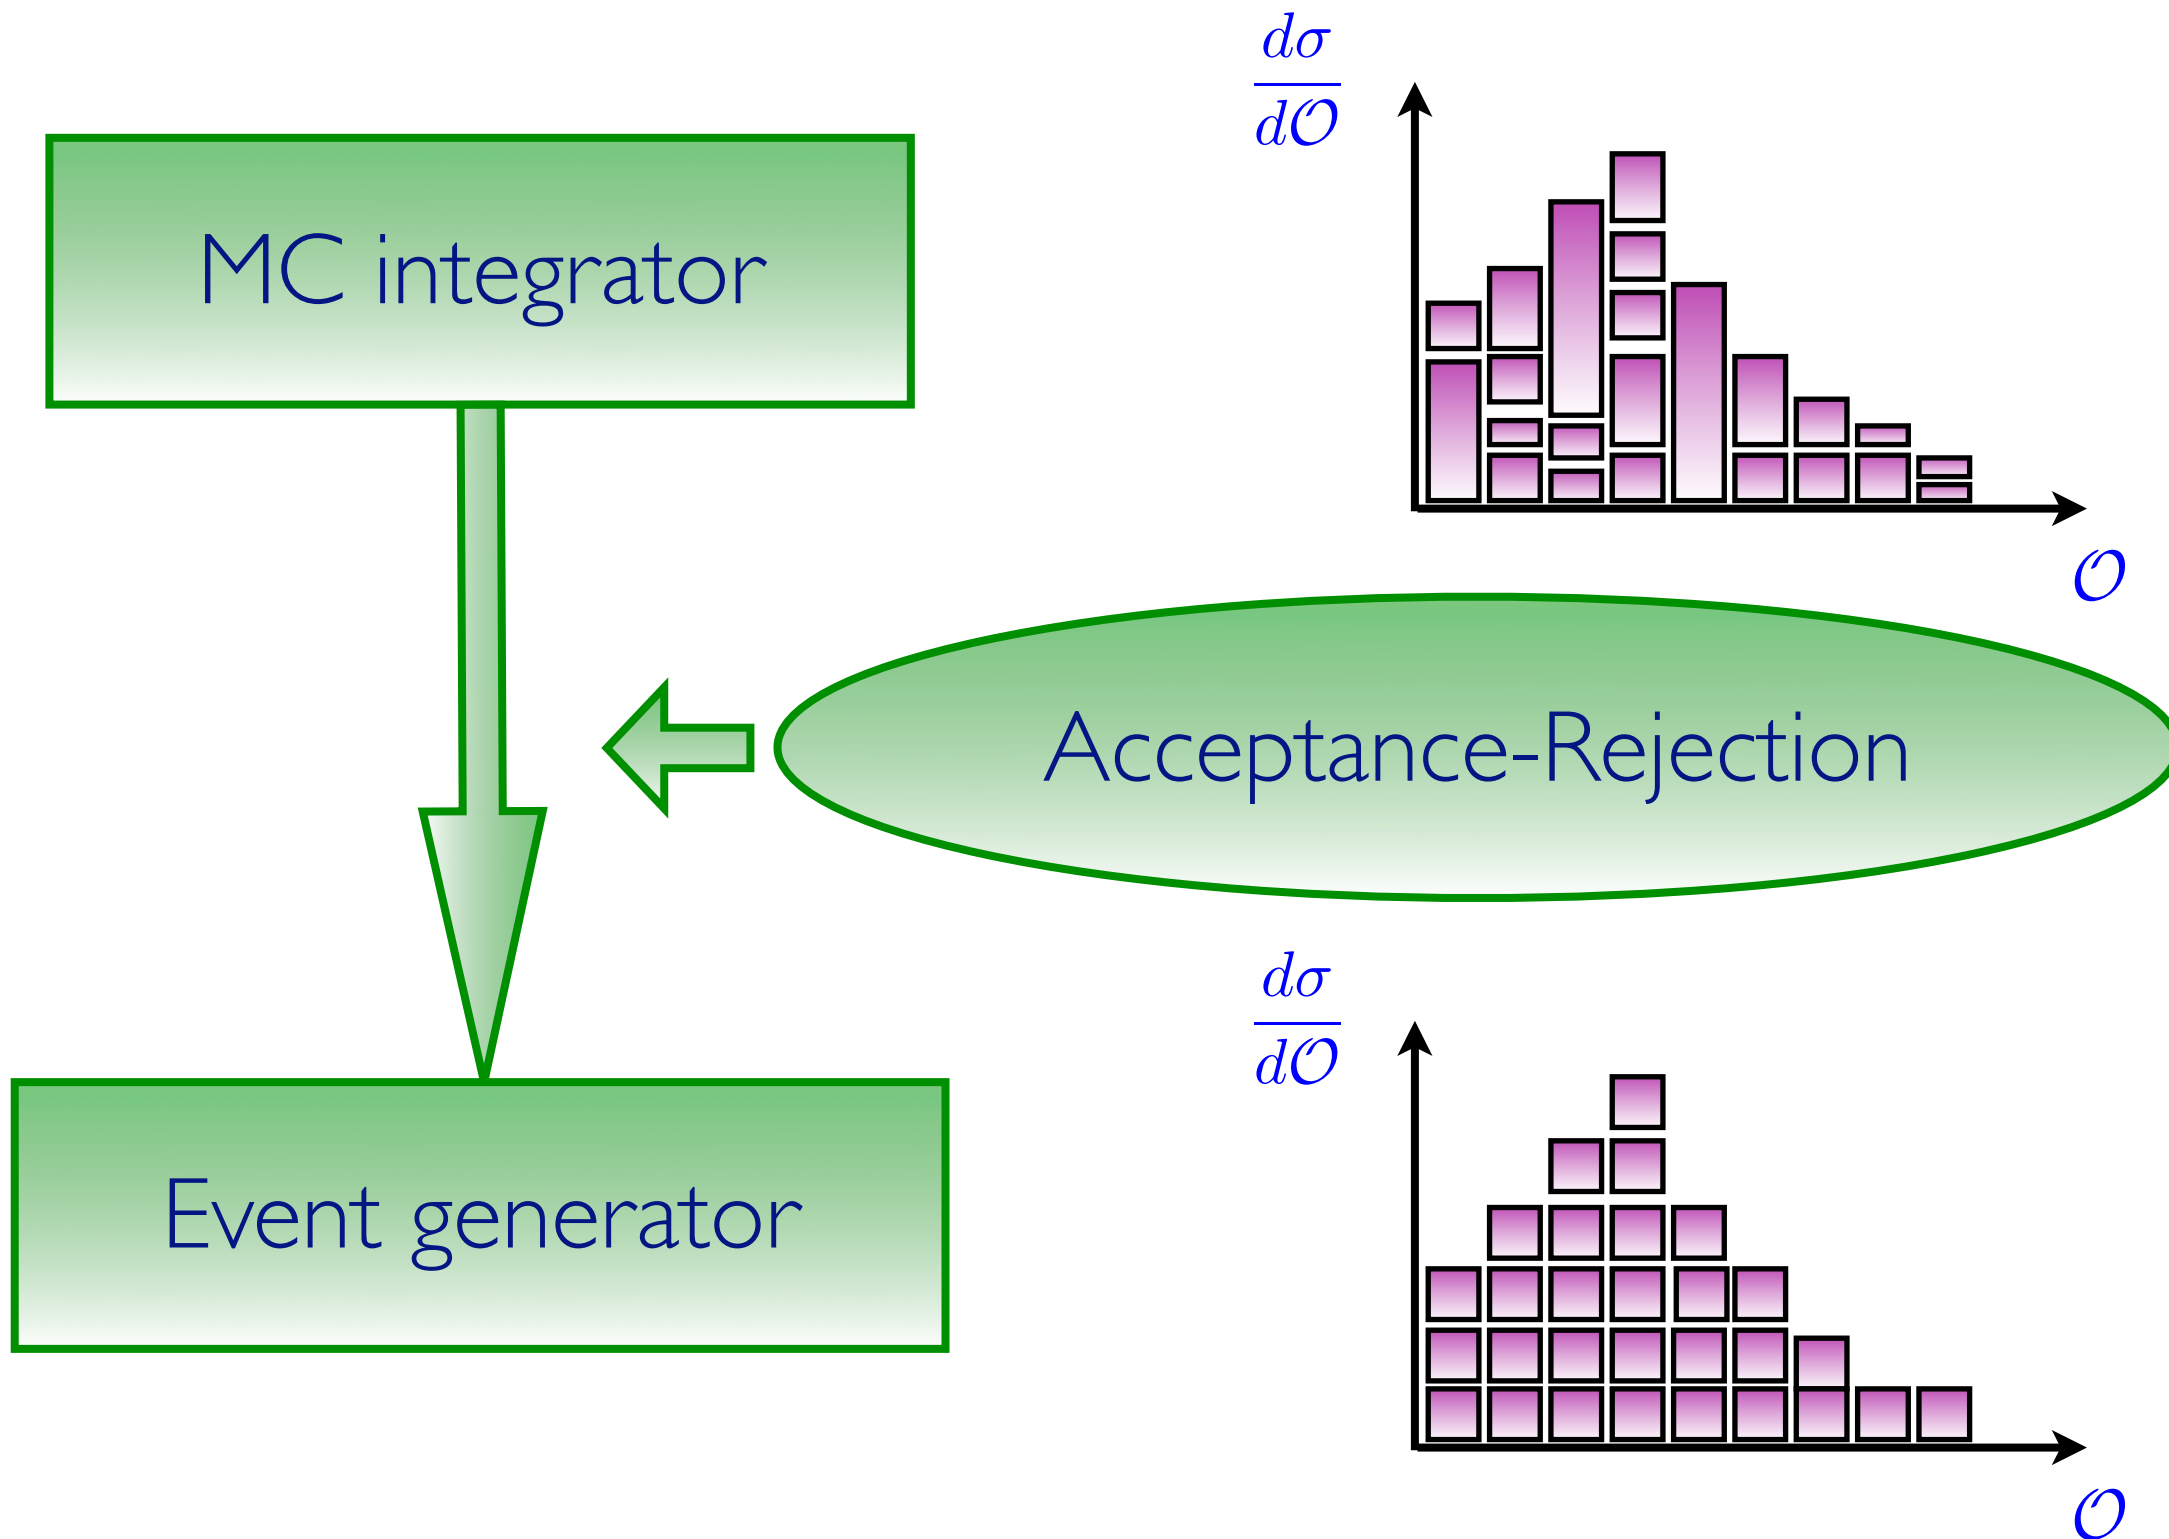 dσ
dO
MC integrator
O
Acceptance-Rejection
dσ
dO
Event generator
O